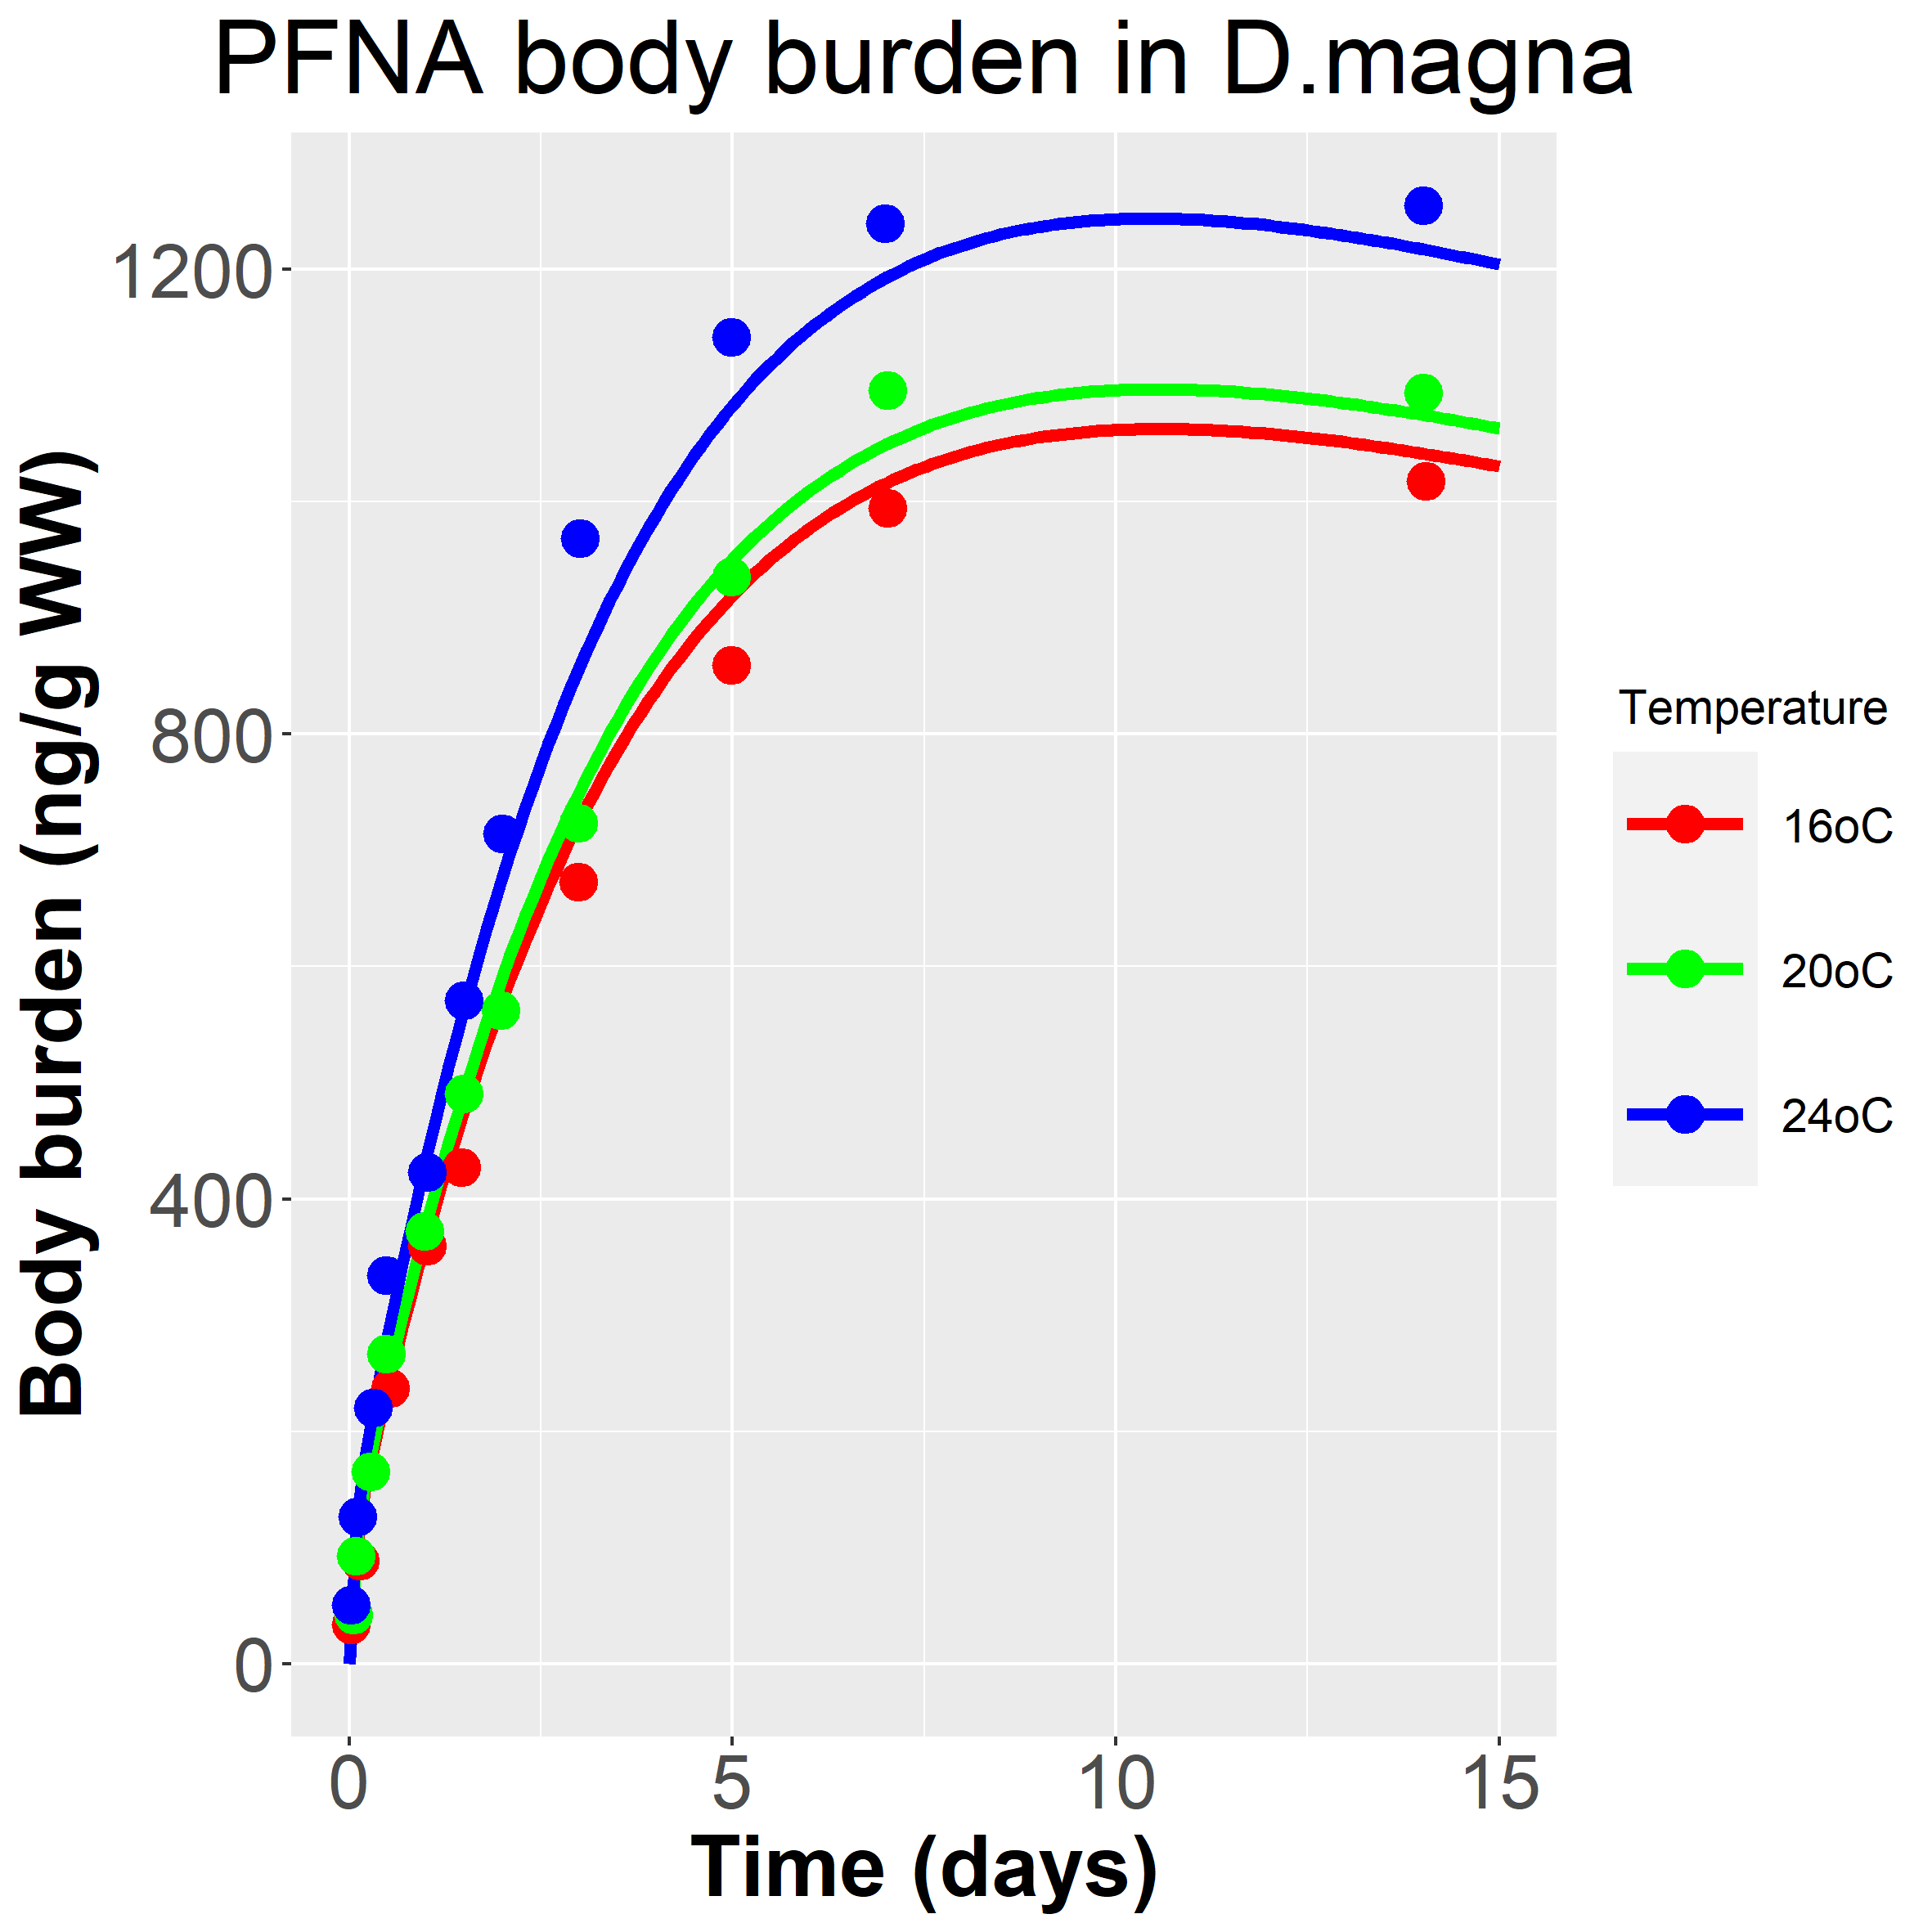 PFNA body burden in D.magna
Body burden (ng/g WW)
1200
800
400
0
0 5 10 15
Time (days)
Temperature
16oC
20oC
24oC